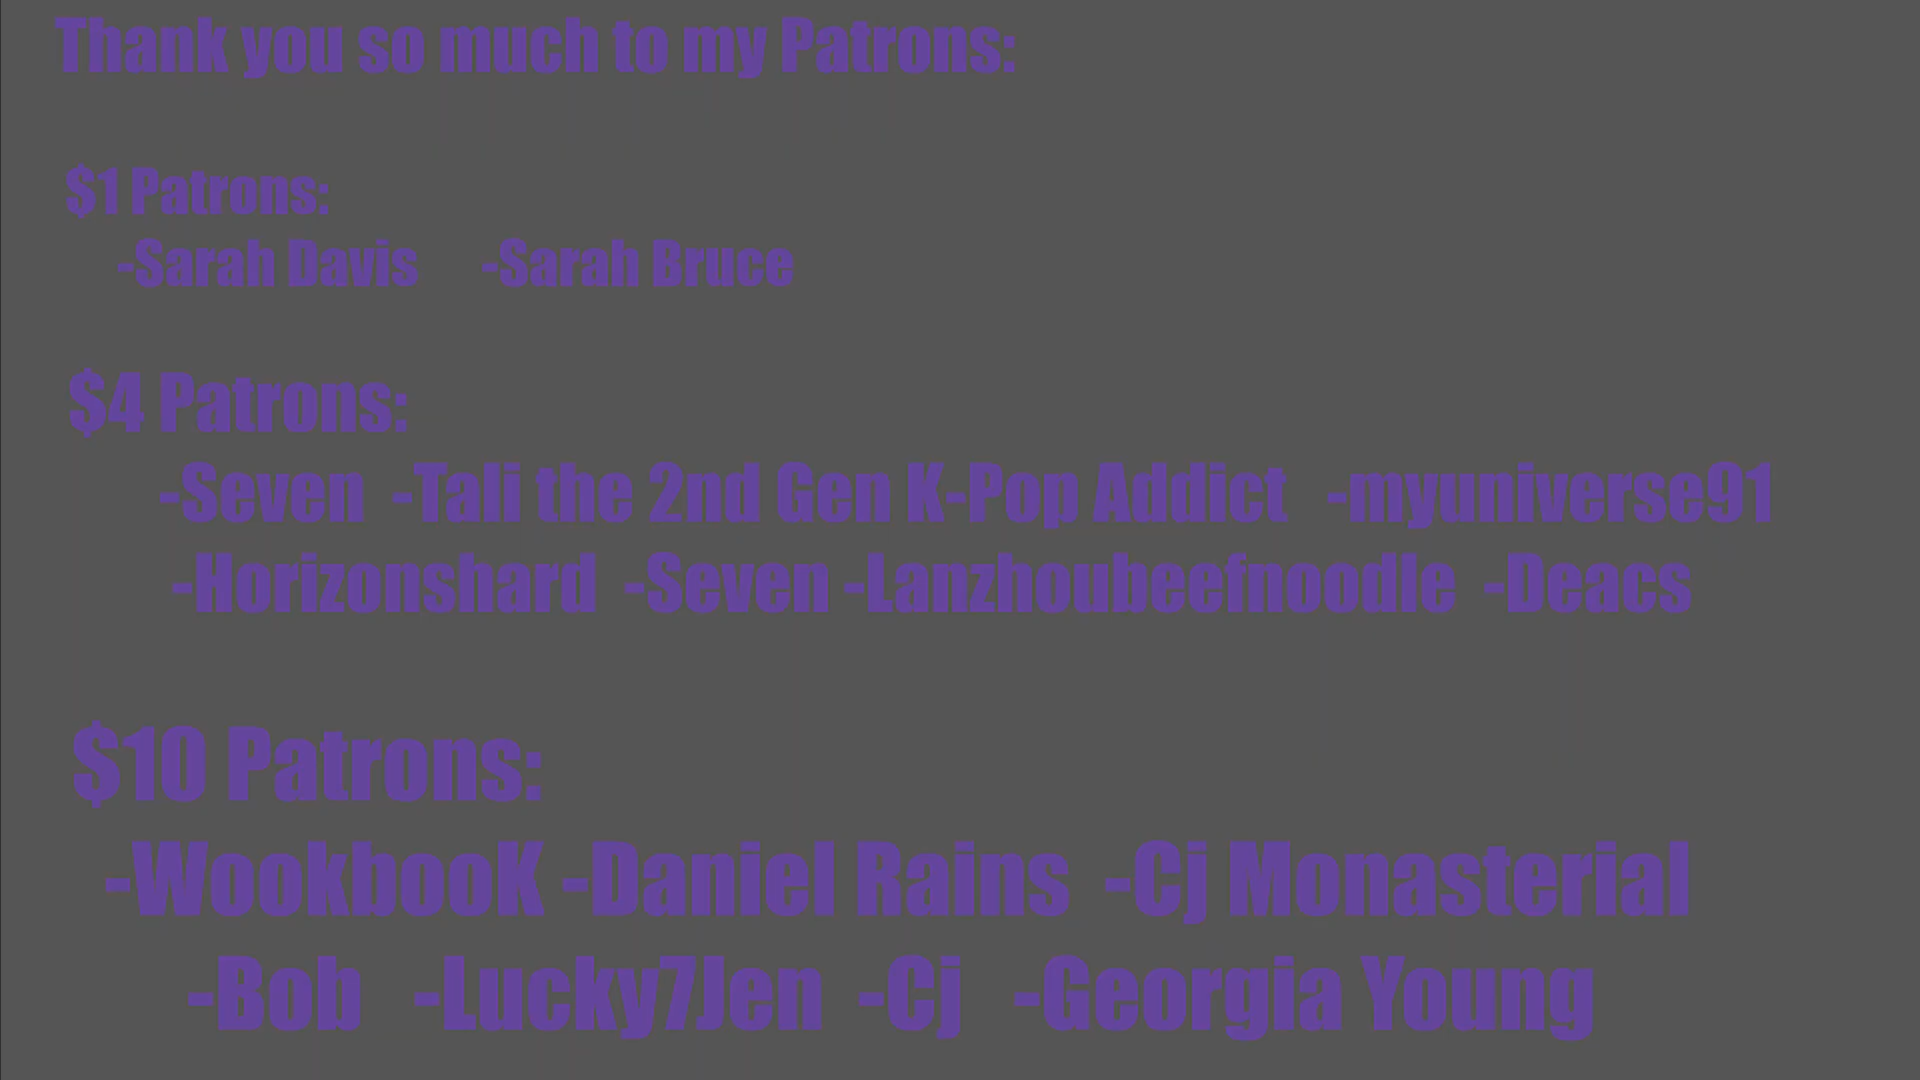 Thank you so much to my Patrons:
$1 Patrons:
-Sarah Davis -Sarah Bruce
$4 Patrons:
-Seven -Tali the 2nd Gen K-Pop Addict -myuniverse91
-Horizonshard -Seven -Lanzhoubeefnoodle -Deacs
$10 Patrons:
-WookbooK -Daniel Rains -Cj Monasterial
-Bob -Lucky7Jen -Cj -Georgia Young